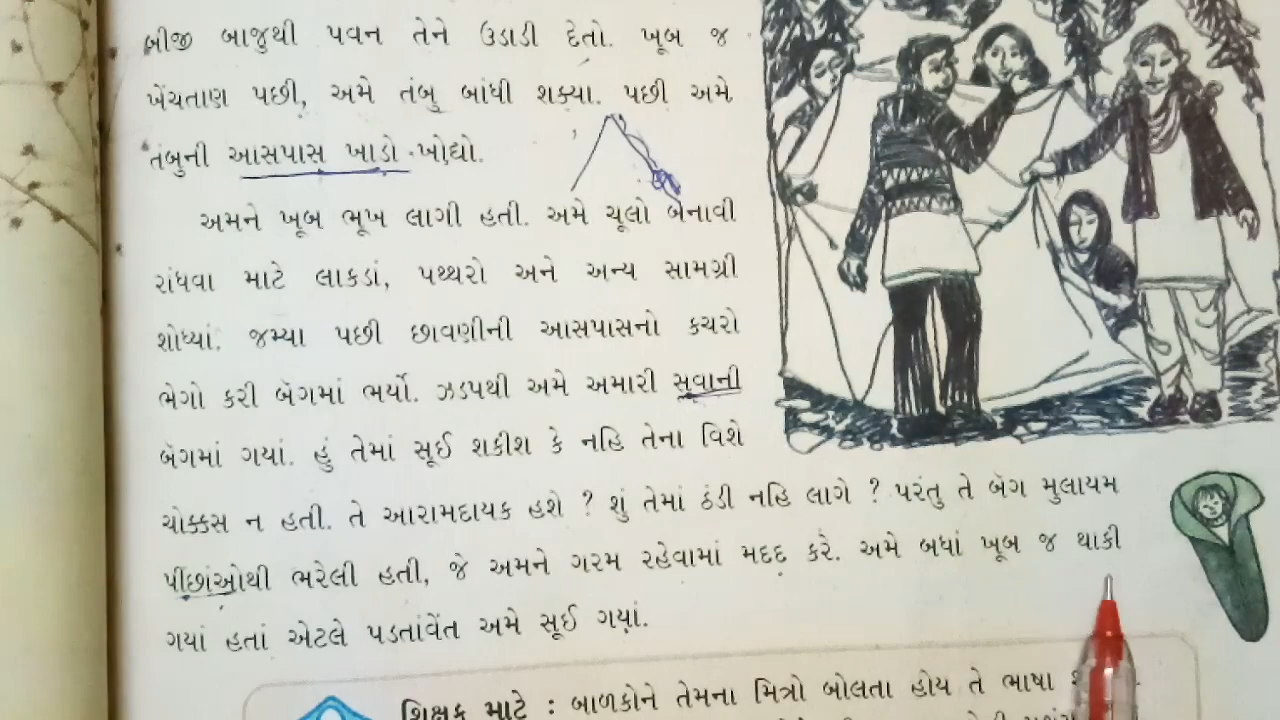 બીજી બાજુથી પવન તેને ઉડાડી દેતો. ખૂબ જ
ખેંચતાણ પછી, અમે તંબુ બાંધી શક્યા. પછી અમે
તંબુની આસપાસ ખાડો ખોદ્યો.
અમને ખૂબ ભૂખ લાગી હતી. અમે ચૂલો બનાવી
રાંધવા માટે લાકડાં, પથ્થરો અને અન્ય સામગ્રી
શોધ્યાં. જમ્યા પછી છાવણીની આસપાસનો કચરો
ભેગો કરી બૅગમાં ભર્યો. ઝડપથી અમે અમારી સૂવાની
બૅગમાં ગયાં. હું તેમાં સૂઈ શકીશ કે નહિ તેના વિશે
ચોક્કસ ન હતી. તે આરામદાયક હશે ? શું તેમાં ઠંડી નહિ લાગે ? પરંતુ તે બૅગ મુલાયમ
પીંછાંઓથી ભરેલી હતી, જે અમને ગરમ રહેવામાં મદદ કરે. અમે બધાં ખૂબ જ થાકી
ગયાં હતાં એટલે પડતાંવેંત અમે સૂઈ ગયાં.
શિક્ષક માટે : બાળકોને તેમના મિત્રો બોલતા હોય તે ભાષા